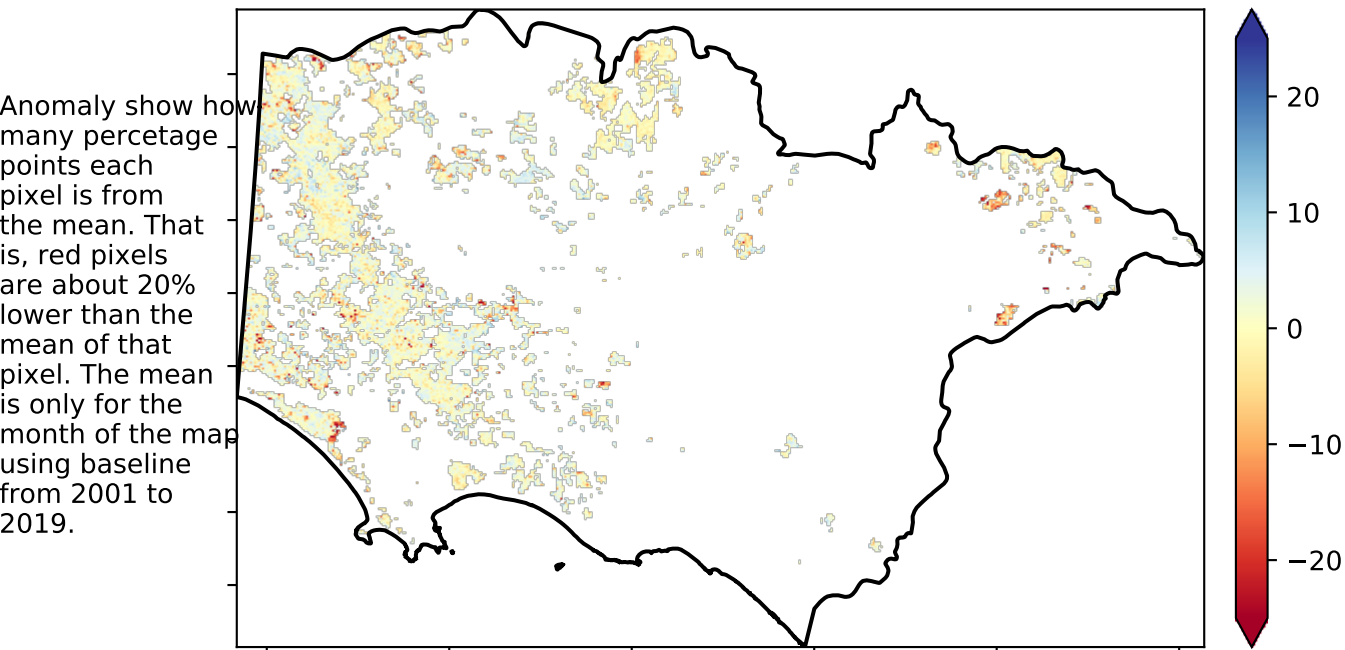 Anomaly show how
many percetage
points each
pixel is from
the mean. That
is, red pixels
are about 20%
lower than the
mean of that
pixel. The mean
is only for the
month of the map
using baseline
from 2001 to
2019.
20
10
0
−10
−20